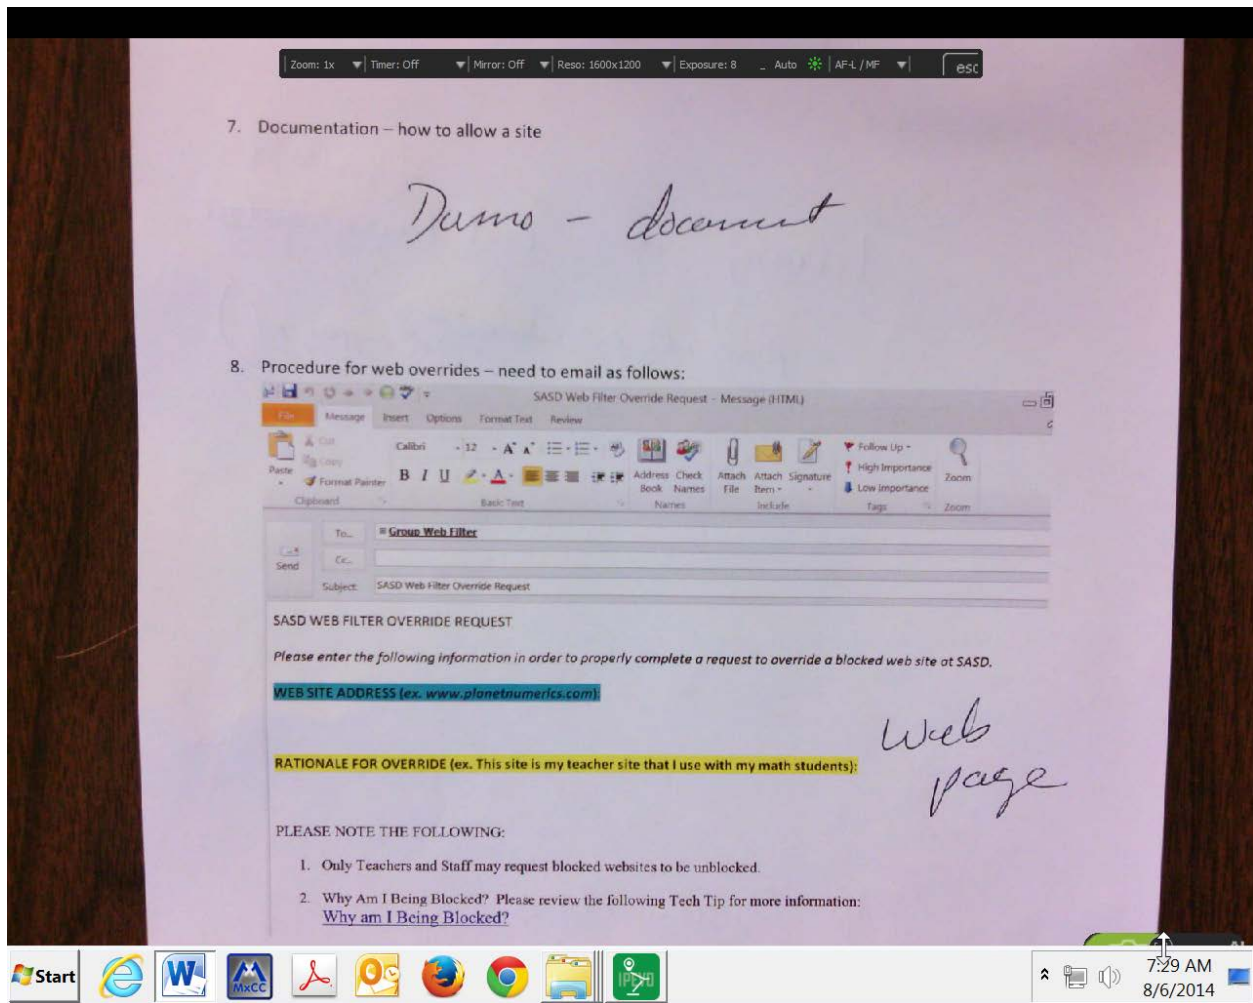 Zoom: 1x Timer: Off Mirror: Off Reso: 1600x1200 Exposure: 8 Auto AF-L / MF esc
7. Documentation – how to allow a site
Dumo – document
8. Procedure for web overrides – need to email as follows:
SASD Web Filter Override Request - Message (HTML)
File Message Insert Options Format Text Review
Cut
Copy
Paste
Format Painter
Clipboard
Calibri 12 A A
B I U A
Basic Text
Address Book
Check Names
Names
Attach File
Attach Item
Signature
Include
Follow Up
High Importance
Low Importance
Tags
Zoom
Zoom
Send
To... Group Web Filter
Cc...
Subject: SASD Web Filter Override Request
SASD WEB FILTER OVERRIDE REQUEST
Please enter the following information in order to properly complete a request to override a blocked web site at SASD.
WEB SITE ADDRESS (ex. www.planetnumerics.com):
web
RATIONALE FOR OVERRIDE (ex. This site is my teacher site that I use with my math students):
page
PLEASE NOTE THE FOLLOWING:
1. Only Teachers and Staff may request blocked websites to be unblocked.
2. Why Am I Being Blocked? Please review the following Tech Tip for more information:
Why am I Being Blocked?
Start
W
MxCC
IPEVO
7:29 AM
8/6/2014